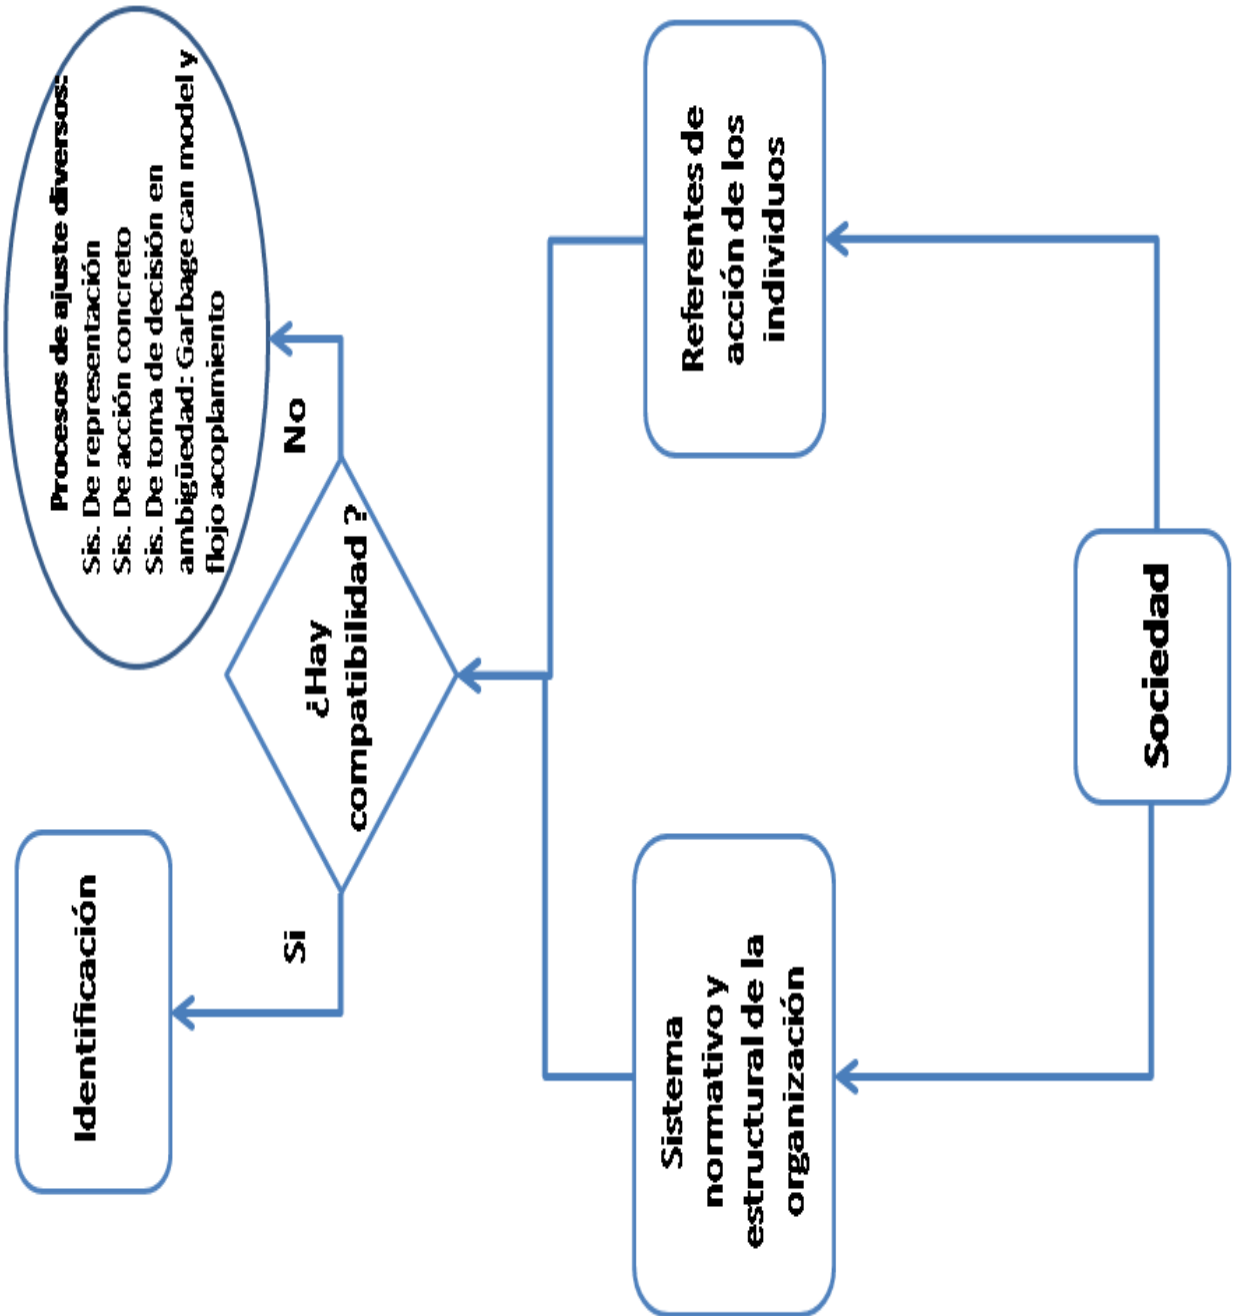 Identificación
Procesos de ajuste diversos:
Sis. De representación
Sis. De acción concreto
Sis. De toma de decisión en
ambigüedad: Garbage can model y
flojo acoplamiento
Si
No
¿Hay
compatibilidad ?
Sistema
normativo y
estructural de la
organización
Referentes de
acción de los
individuos
Sociedad